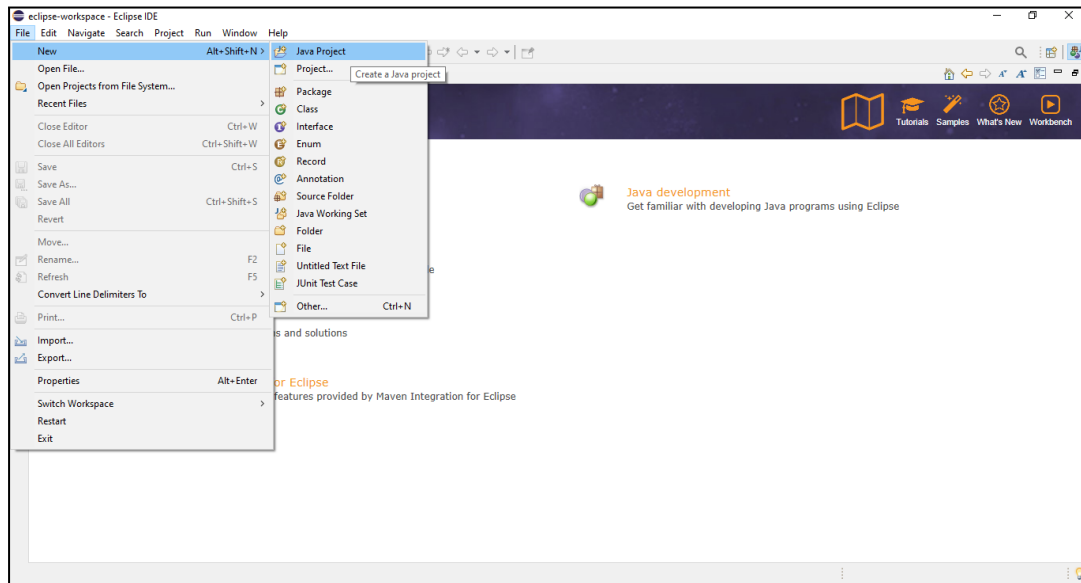 eclipse-workspace - Eclipse IDE
File Edit Navigate Search Project Run Window Help
New Alt+Shift+N >
Open File...
Open Projects from File System...
Recent Files >
Close Editor Ctrl+W
Close All Editors Ctrl+Shift+W
Save Ctrl+S
Save As...
Save All Ctrl+Shift+S
Revert
Move...
Rename... F2
Refresh F5
Convert Line Delimiters To >
Print... Ctrl+P
Import...
Export...
Properties Alt+Enter
Switch Workspace >
Restart
Exit
Java Project
Project...
Create a Java project
Package
Class
Interface
Enum
Record
Annotation
Source Folder
Java Working Set
Folder
File
Untitled Text File
JUnit Test Case
Other... Ctrl+N
Tutorials Samples What's New Workbench
Java development
Get familiar with developing Java programs using Eclipse
and solutions
for Eclipse
features provided by Maven Integration for Eclipse